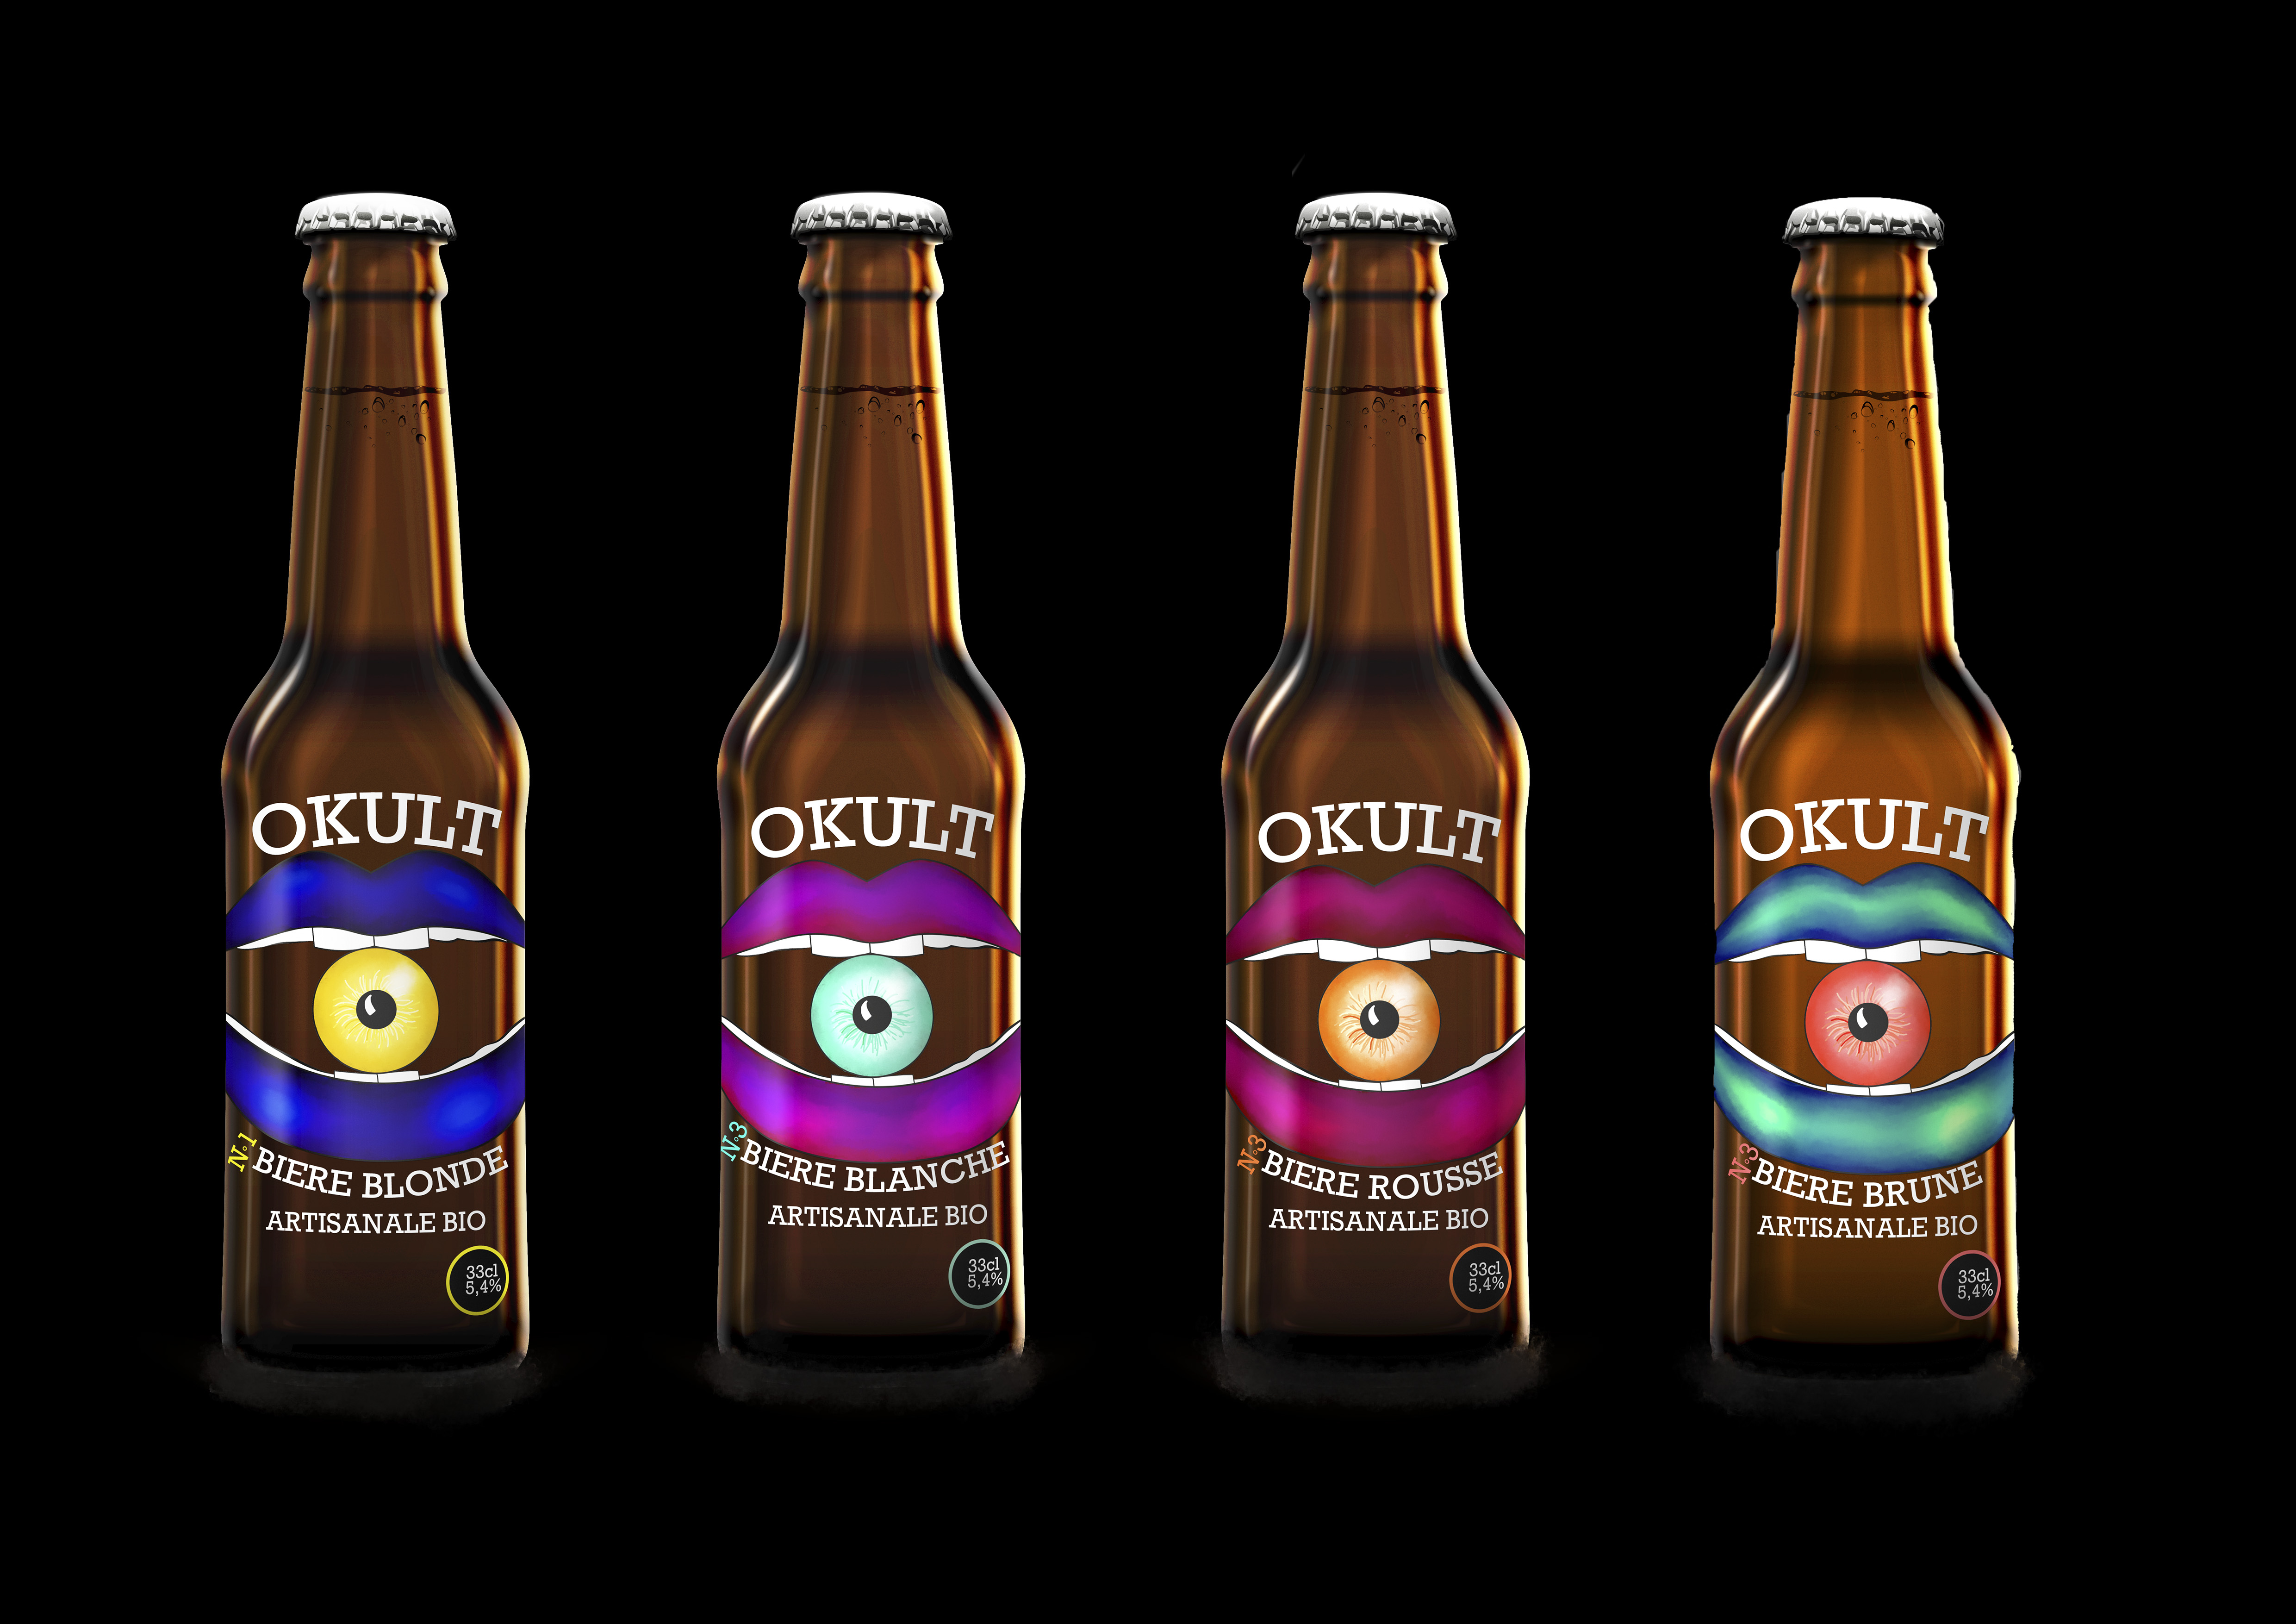 OKULT
N°1
BIERE BLONDE
ARTISANALE BIO
33cl
5,4%
OKULT
N°3
BIERE BLANCHE
ARTISANALE BIO
33cl
5,4%
OKULT
N°3
BIERE ROUSSE
ARTISANALE BIO
33cl
5,4%
OKULT
N°3
BIERE BRUNE
ARTISANALE BIO
33cl
5,4%